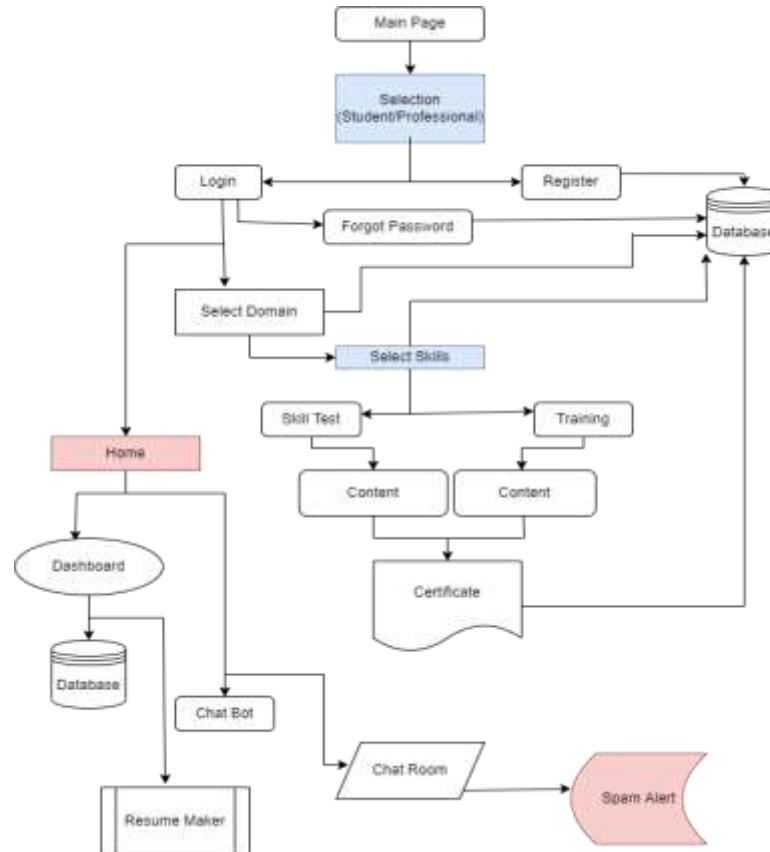 Main Page
Selection
(Student/Professional)
Login
Register
Forgot Password
Database
Select Domain
Select Skills
Skill Test
Training
Home
Content
Content
Dashboard
Certificate
Database
Chat Bot
Chat Room
Spam Alert
Resume Maker